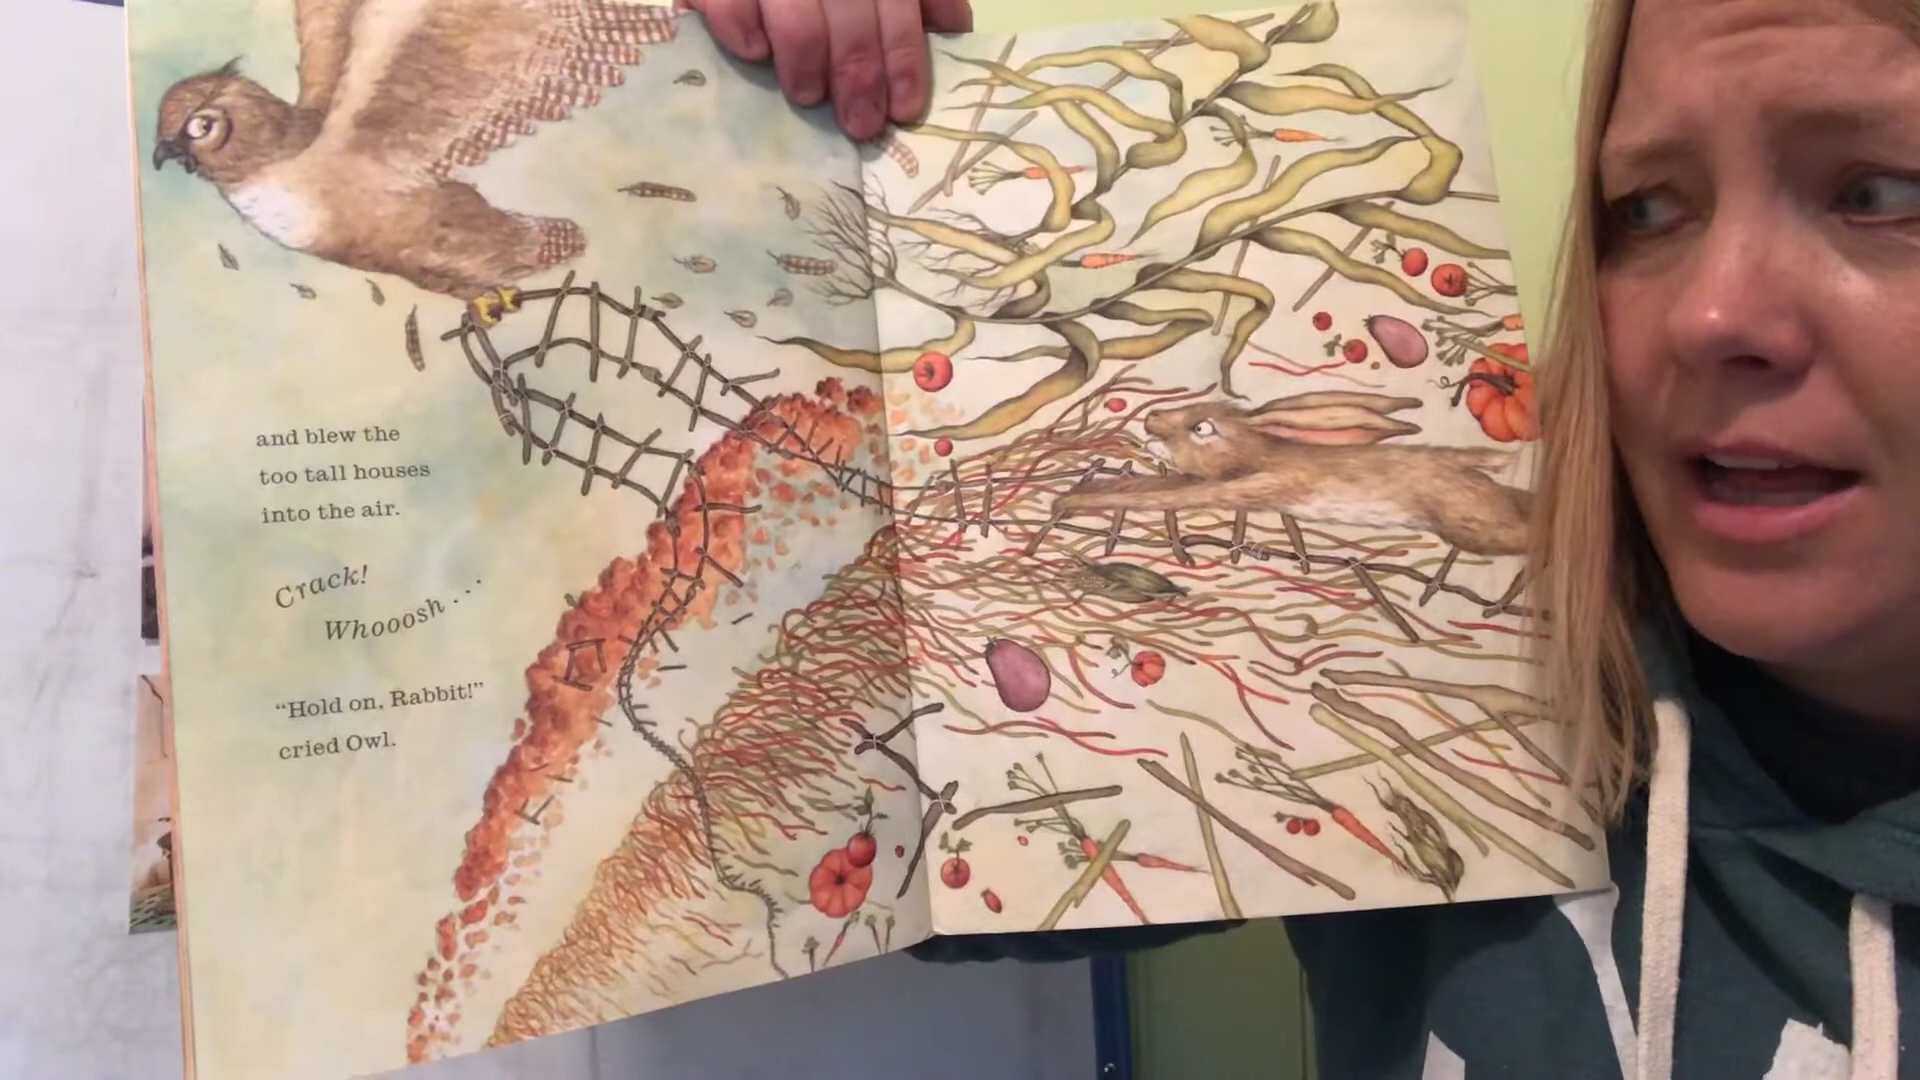 and blew the
too tall houses
into the air.
Crack!
Whooosh . . .
“Hold on, Rabbit!”
cried Owl.